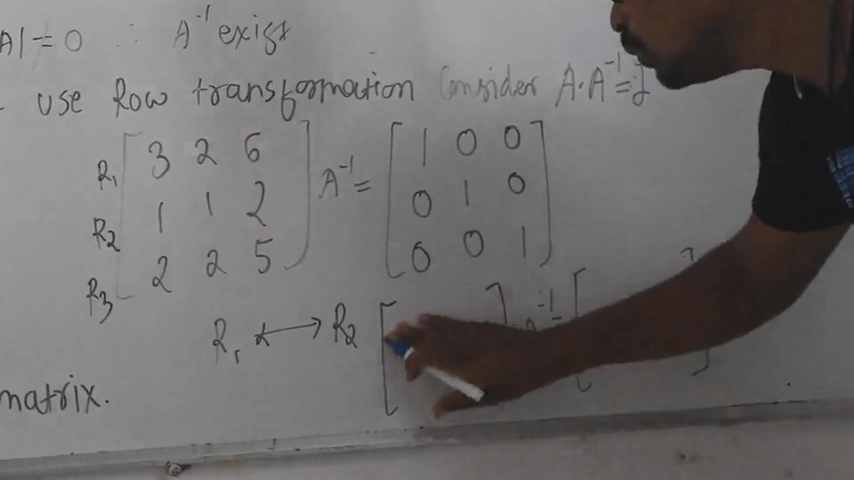 A| = 0 ∴ A⁻¹ exist
use Row transformation Consider A·A⁻¹ = I
R₁ [ 3 2 6 ] A⁻¹ = [ 1 0 0 ]
R₂ [ 1 1 2 ] [ 0 1 0 ]
R₃ [ 2 2 5 ] [ 0 0 1 ]
R₁ ↔ R₂ [ ] A⁻¹ = [ ]
matrix.